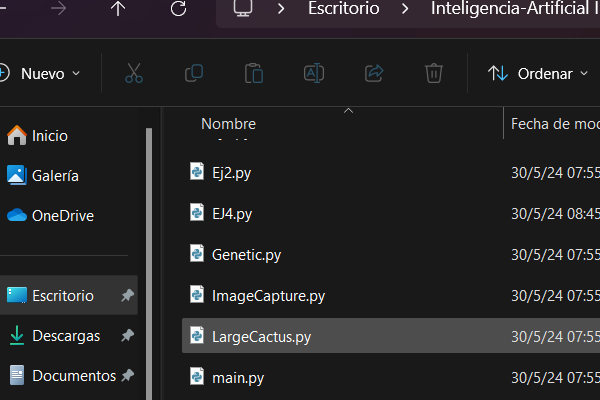 Escritorio Inteligencia-Artificial I
Nuevo Ordenar
Nombre Fecha de mod
Inicio
Galería
OneDrive
Escritorio
Descargas
Documentos
Ej2.py 30/5/24 07:55
EJ4.py 30/5/24 08:45
Genetic.py 30/5/24 07:55
ImageCapture.py 30/5/24 07:55
LargeCactus.py 30/5/24 07:55
main.py 30/5/24 07:55